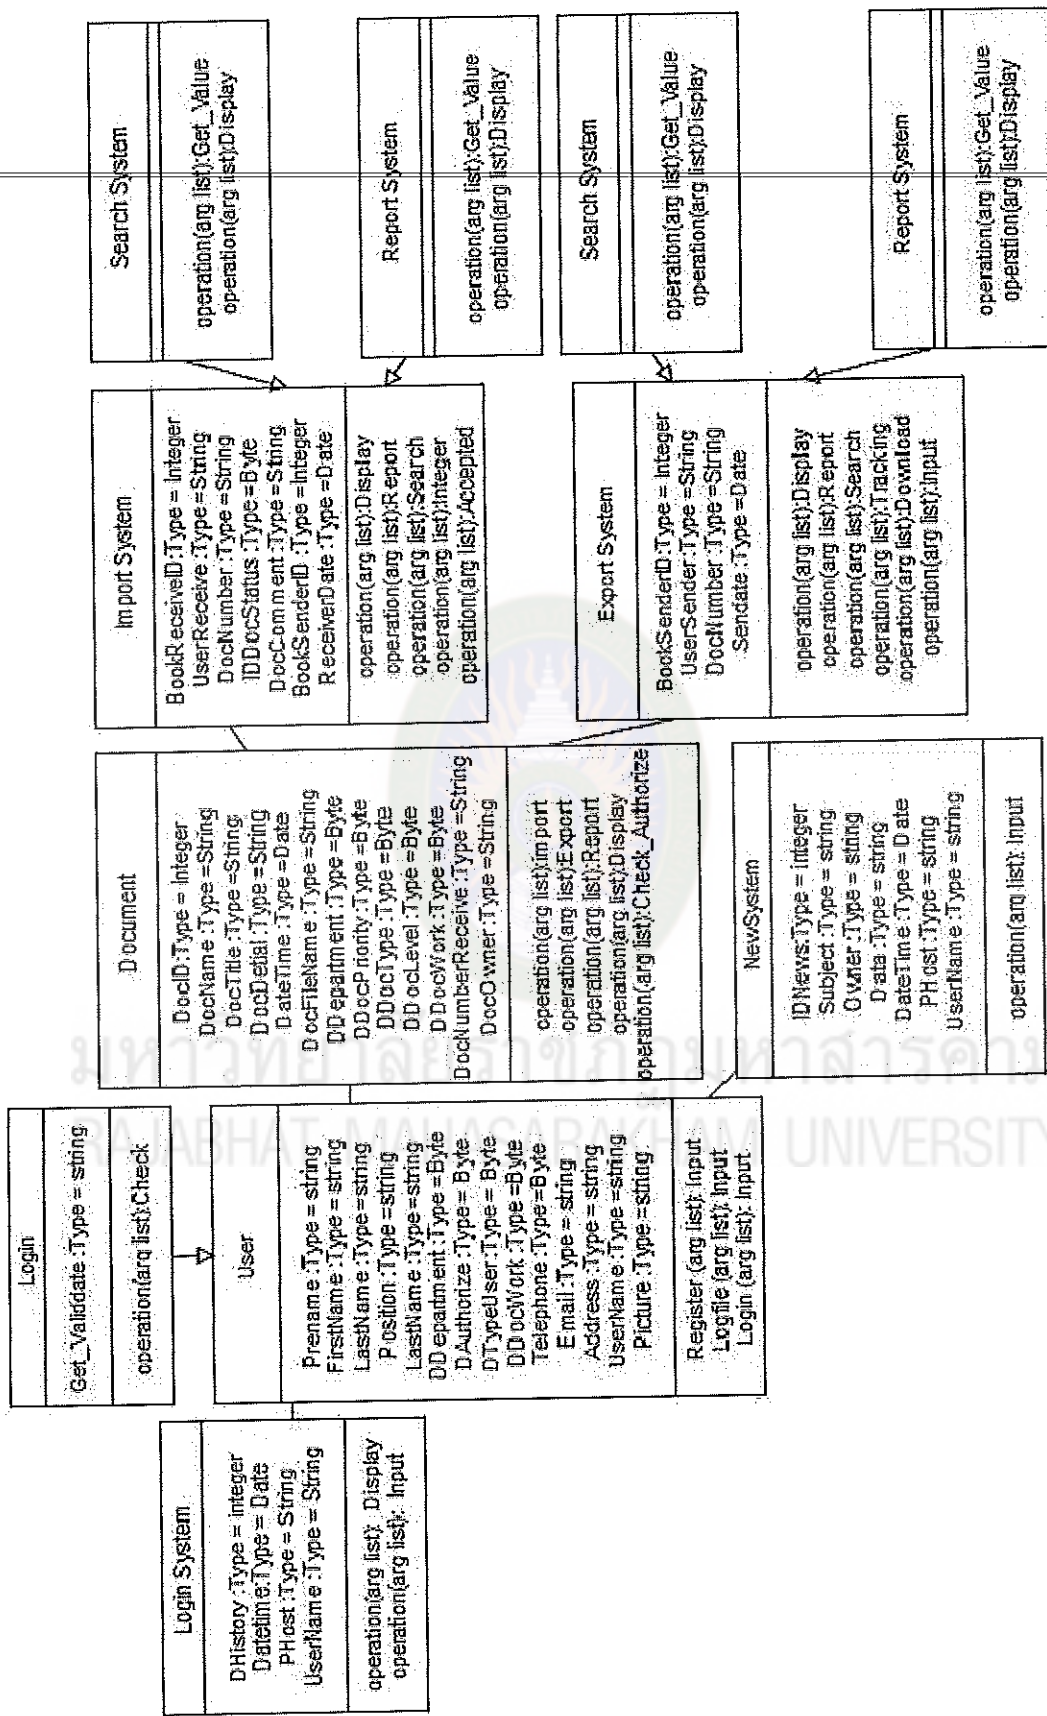 Login
Get_Validdate :Type = string
operation(arg list):Check
Login System
DHistory :Type = integer
Datetime:Type = Date
PHost :Type = String
UserName :Type = String
operation(arg list): Display
operation(arg list): Input
User
Prename :Type = string
FirstName :Type = string
LastName :Type =string
Position :Type =string
LastName :Type=string
DDepartment :Type =Byte
DAuthorize :Type = Byte
DTypeUser:Type = Byte
DDocWork :Type =Byte
Telephone :Type=Byte
Email :Type = string
Address :Type =string
UserName :Type =string
Picture :Type =string
Register (arg list): Input
Logfile (arg list): Input
Login (arg list): Input
Document
DocID:Type = Integer
DocName :Type =String
DocTitle :Type =String
DocDetial :Type =String
DateTime :Type =Date
DocFileName :Type =String
DDepartment :Type =Byte
DDocPriority :Type =Byte
DDocType :Type =Byte
DDocLevel :Type =Byte
DDocWork :Type =Byte
DocNumberReceive :Type =String
DocOwner :Type =String
operation(arg list):import
operation(arg list):Export
operation(arg list):Report
operation(arg list):Display
operation(arg list):Check_Authorize
NewSystem
IDNews:Type = integer
Subject :Type = string
Owner :Type = string
Data :Type = string
DateTime :Type = Date
PHost :Type =string
UserName :Type = string
operation(arg list): Input
Import System
BookReceiveID:Type = Integer
UserReceive :Type =String
DocNumber :Type =String
IDDocStatus :Type =Byte
DocComment :Type =String
BookSenderID :Type =Integer
ReceiverDate :Type =Date
operation(arg list):Display
operation(arg list):Report
operation(arg list):Search
operation(arg list):Integer
operation(arg list):Accepted
Export System
BookSenderID:Type = Integer
UserSender :Type =String
DocNumber :Type =String
Sendate :Type =Date
operation(arg list):Display
operation(arg list):Report
operation(arg list):Search
operation(arg list):Tracking
operation(arg list):Download
operation(arg list):Input
Search System
operation(arg list):Get_Value
operation(arg list):Display
Report System
operation(arg list):Get_Value
operation(arg list):Display
Search System
operation(arg list):Get_Value
operation(arg list):Display
Report System
operation(arg list):Get_Value
operation(arg list):Display
มหาวิทยาลัยราชภัฏมหาสารคาม
RAJABHAT MAHASARAKHAM UNIVERSITY